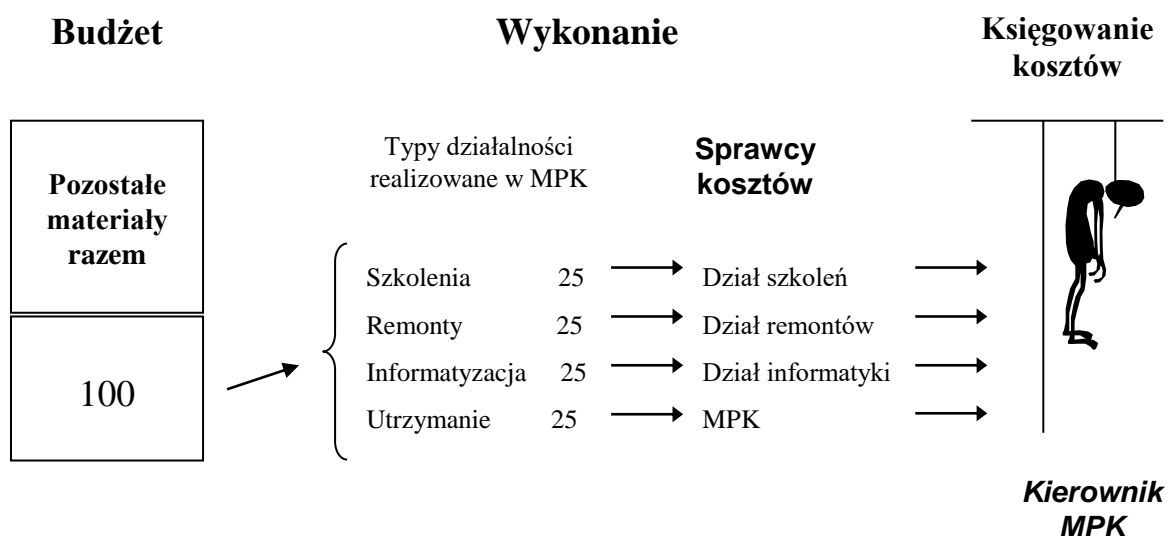 Budżet
Wykonanie
Księgowanie
kosztów
Pozostałe
materiały
razem
100
Typy działalności
realizowane w MPK
Sprawcy
kosztów
Szkolenia 25 Dział szkoleń
Remonty 25 Dział remontów
Informatyzacja 25 Dział informatyki
Utrzymanie 25 MPK
Kierownik
MPK